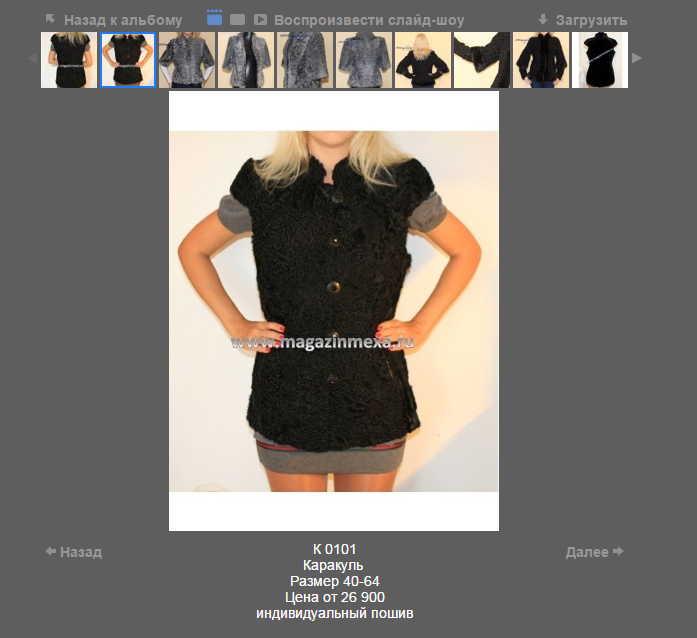 Назад к альбому
Воспроизвести слайд-шоу
Загрузить
www.magazinmexa.ru
Назад
Далее
К 0101
Каракуль
Размер 40-64
Цена от 26 900
индивидуальный пошив